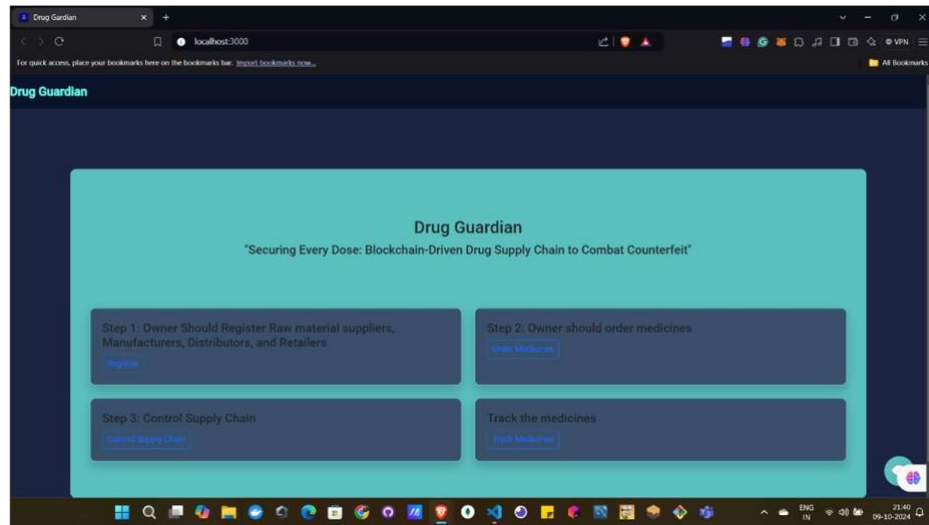 Drug Gardian
localhost:3000
VPN
For quick access, place your bookmarks here on the bookmarks bar. Import bookmarks now...
All Bookmarks
Drug Guardian
Drug Guardian
"Securing Every Dose: Blockchain-Driven Drug Supply Chain to Combat Counterfeit"
Step 1: Owner Should Register Raw material suppliers,
Manufacturers, Distributors, and Retailers
Register
Step 2: Owner should order medicines
Order Medicines
Step 3: Control Supply Chain
Control Supply Chain
Track the medicines
Track Medicines
ENG
IN
21:40
09-10-2024